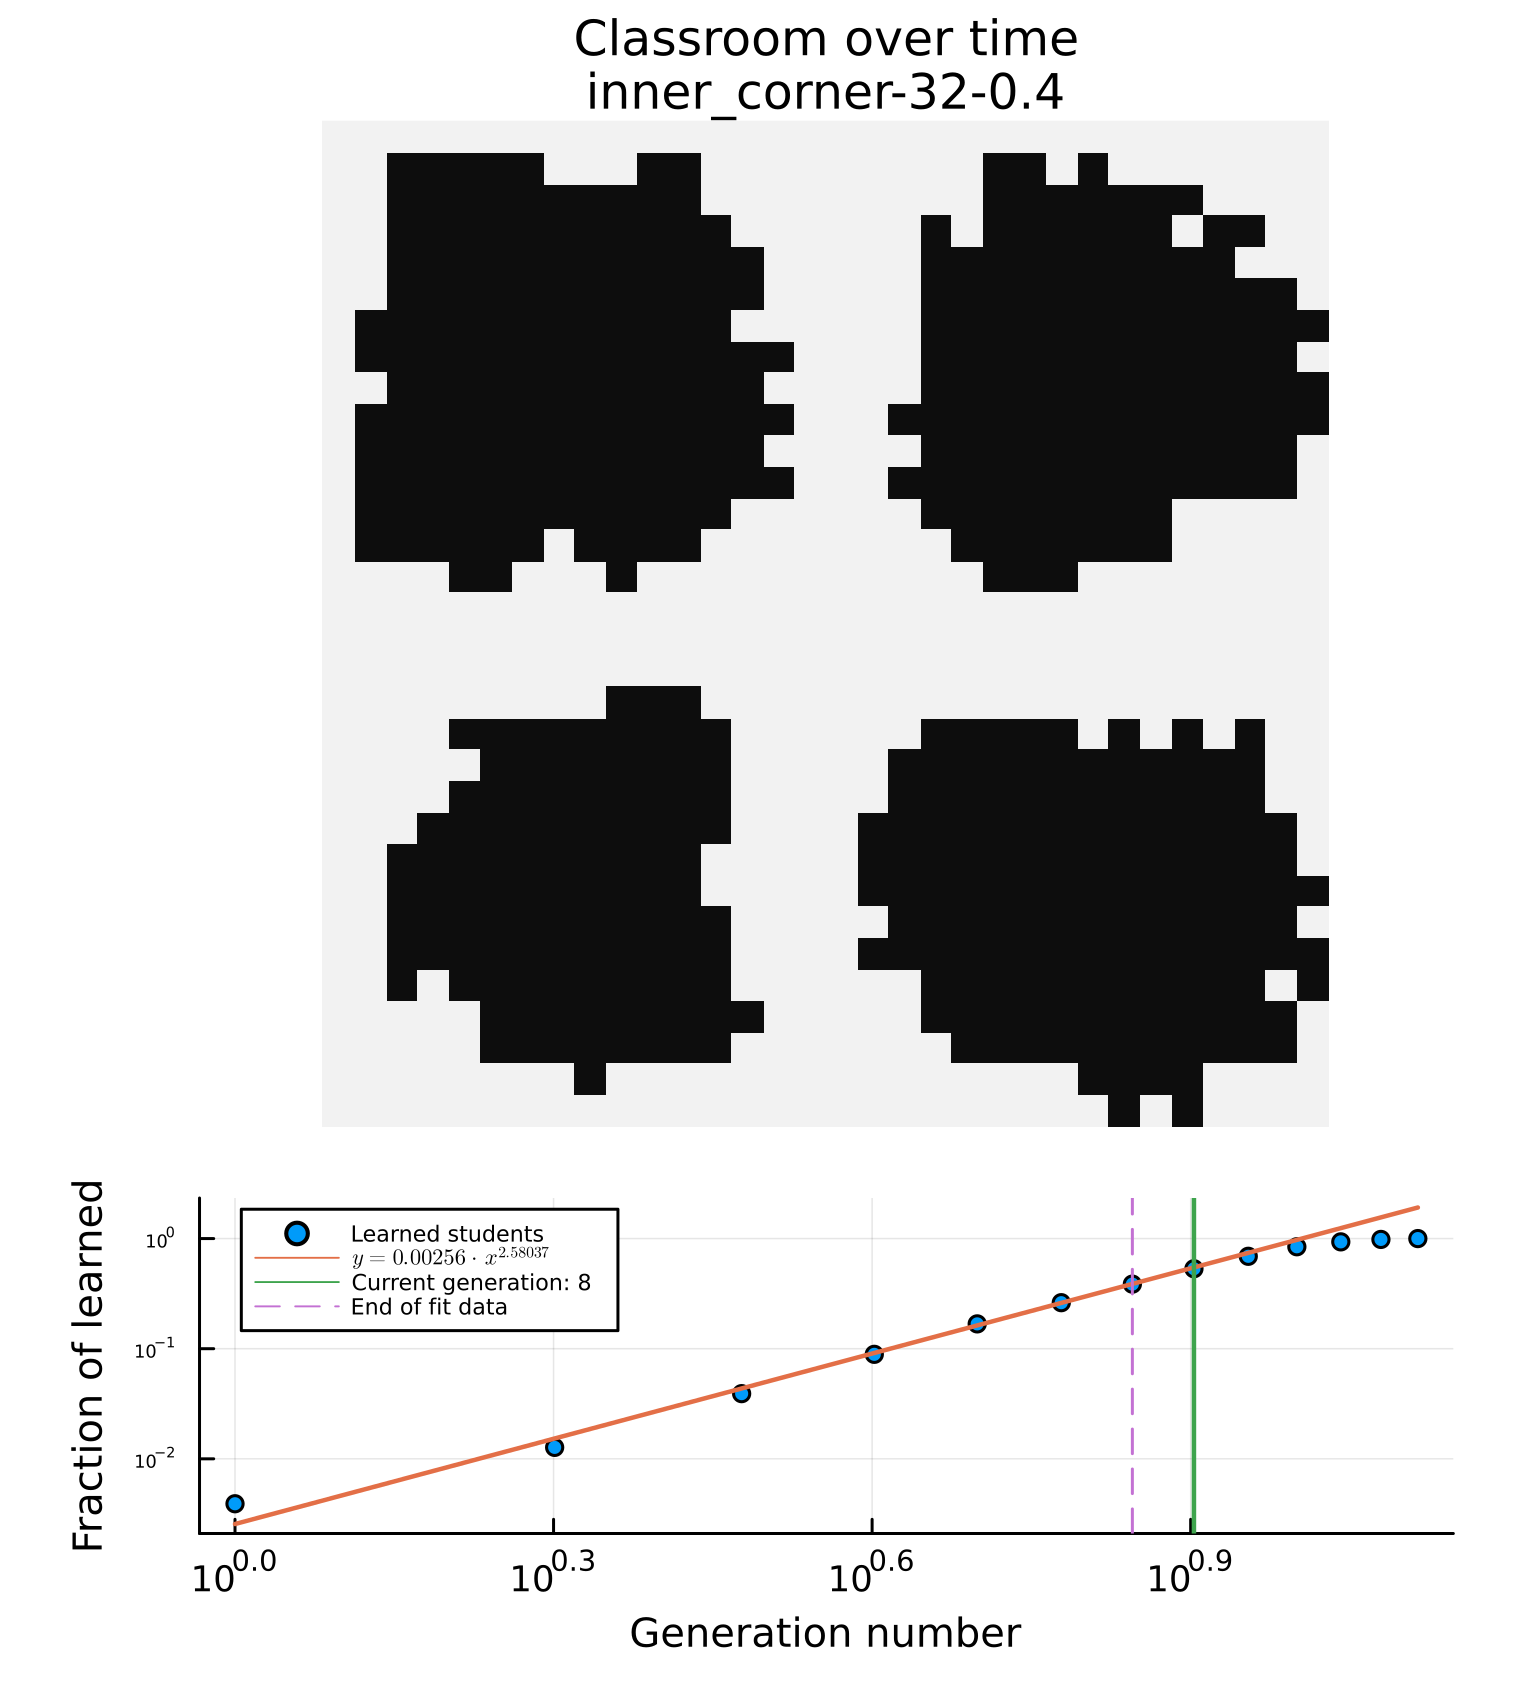 Classroom over time
inner_corner-32-0.4
Fraction of learned
10⁰
10⁻¹
10⁻²
Learned students
y = 0.00256 · x^2.58037
Current generation: 8
End of fit data
10^0.0 10^0.3 10^0.6 10^0.9
Generation number